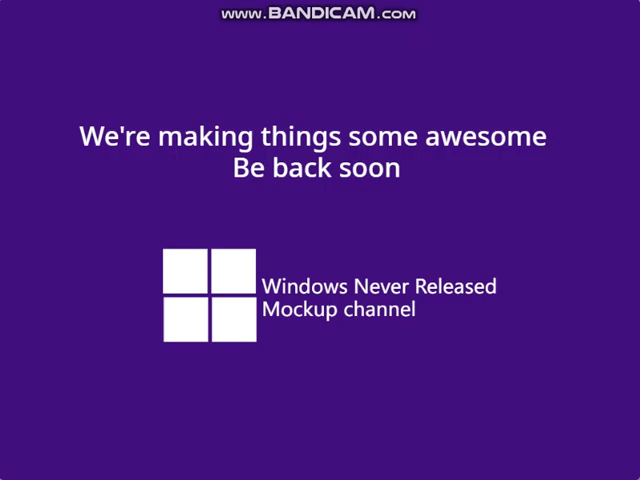 www.BANDICAM.com
We're making things some awesome
Be back soon
Windows Never Released
Mockup channel